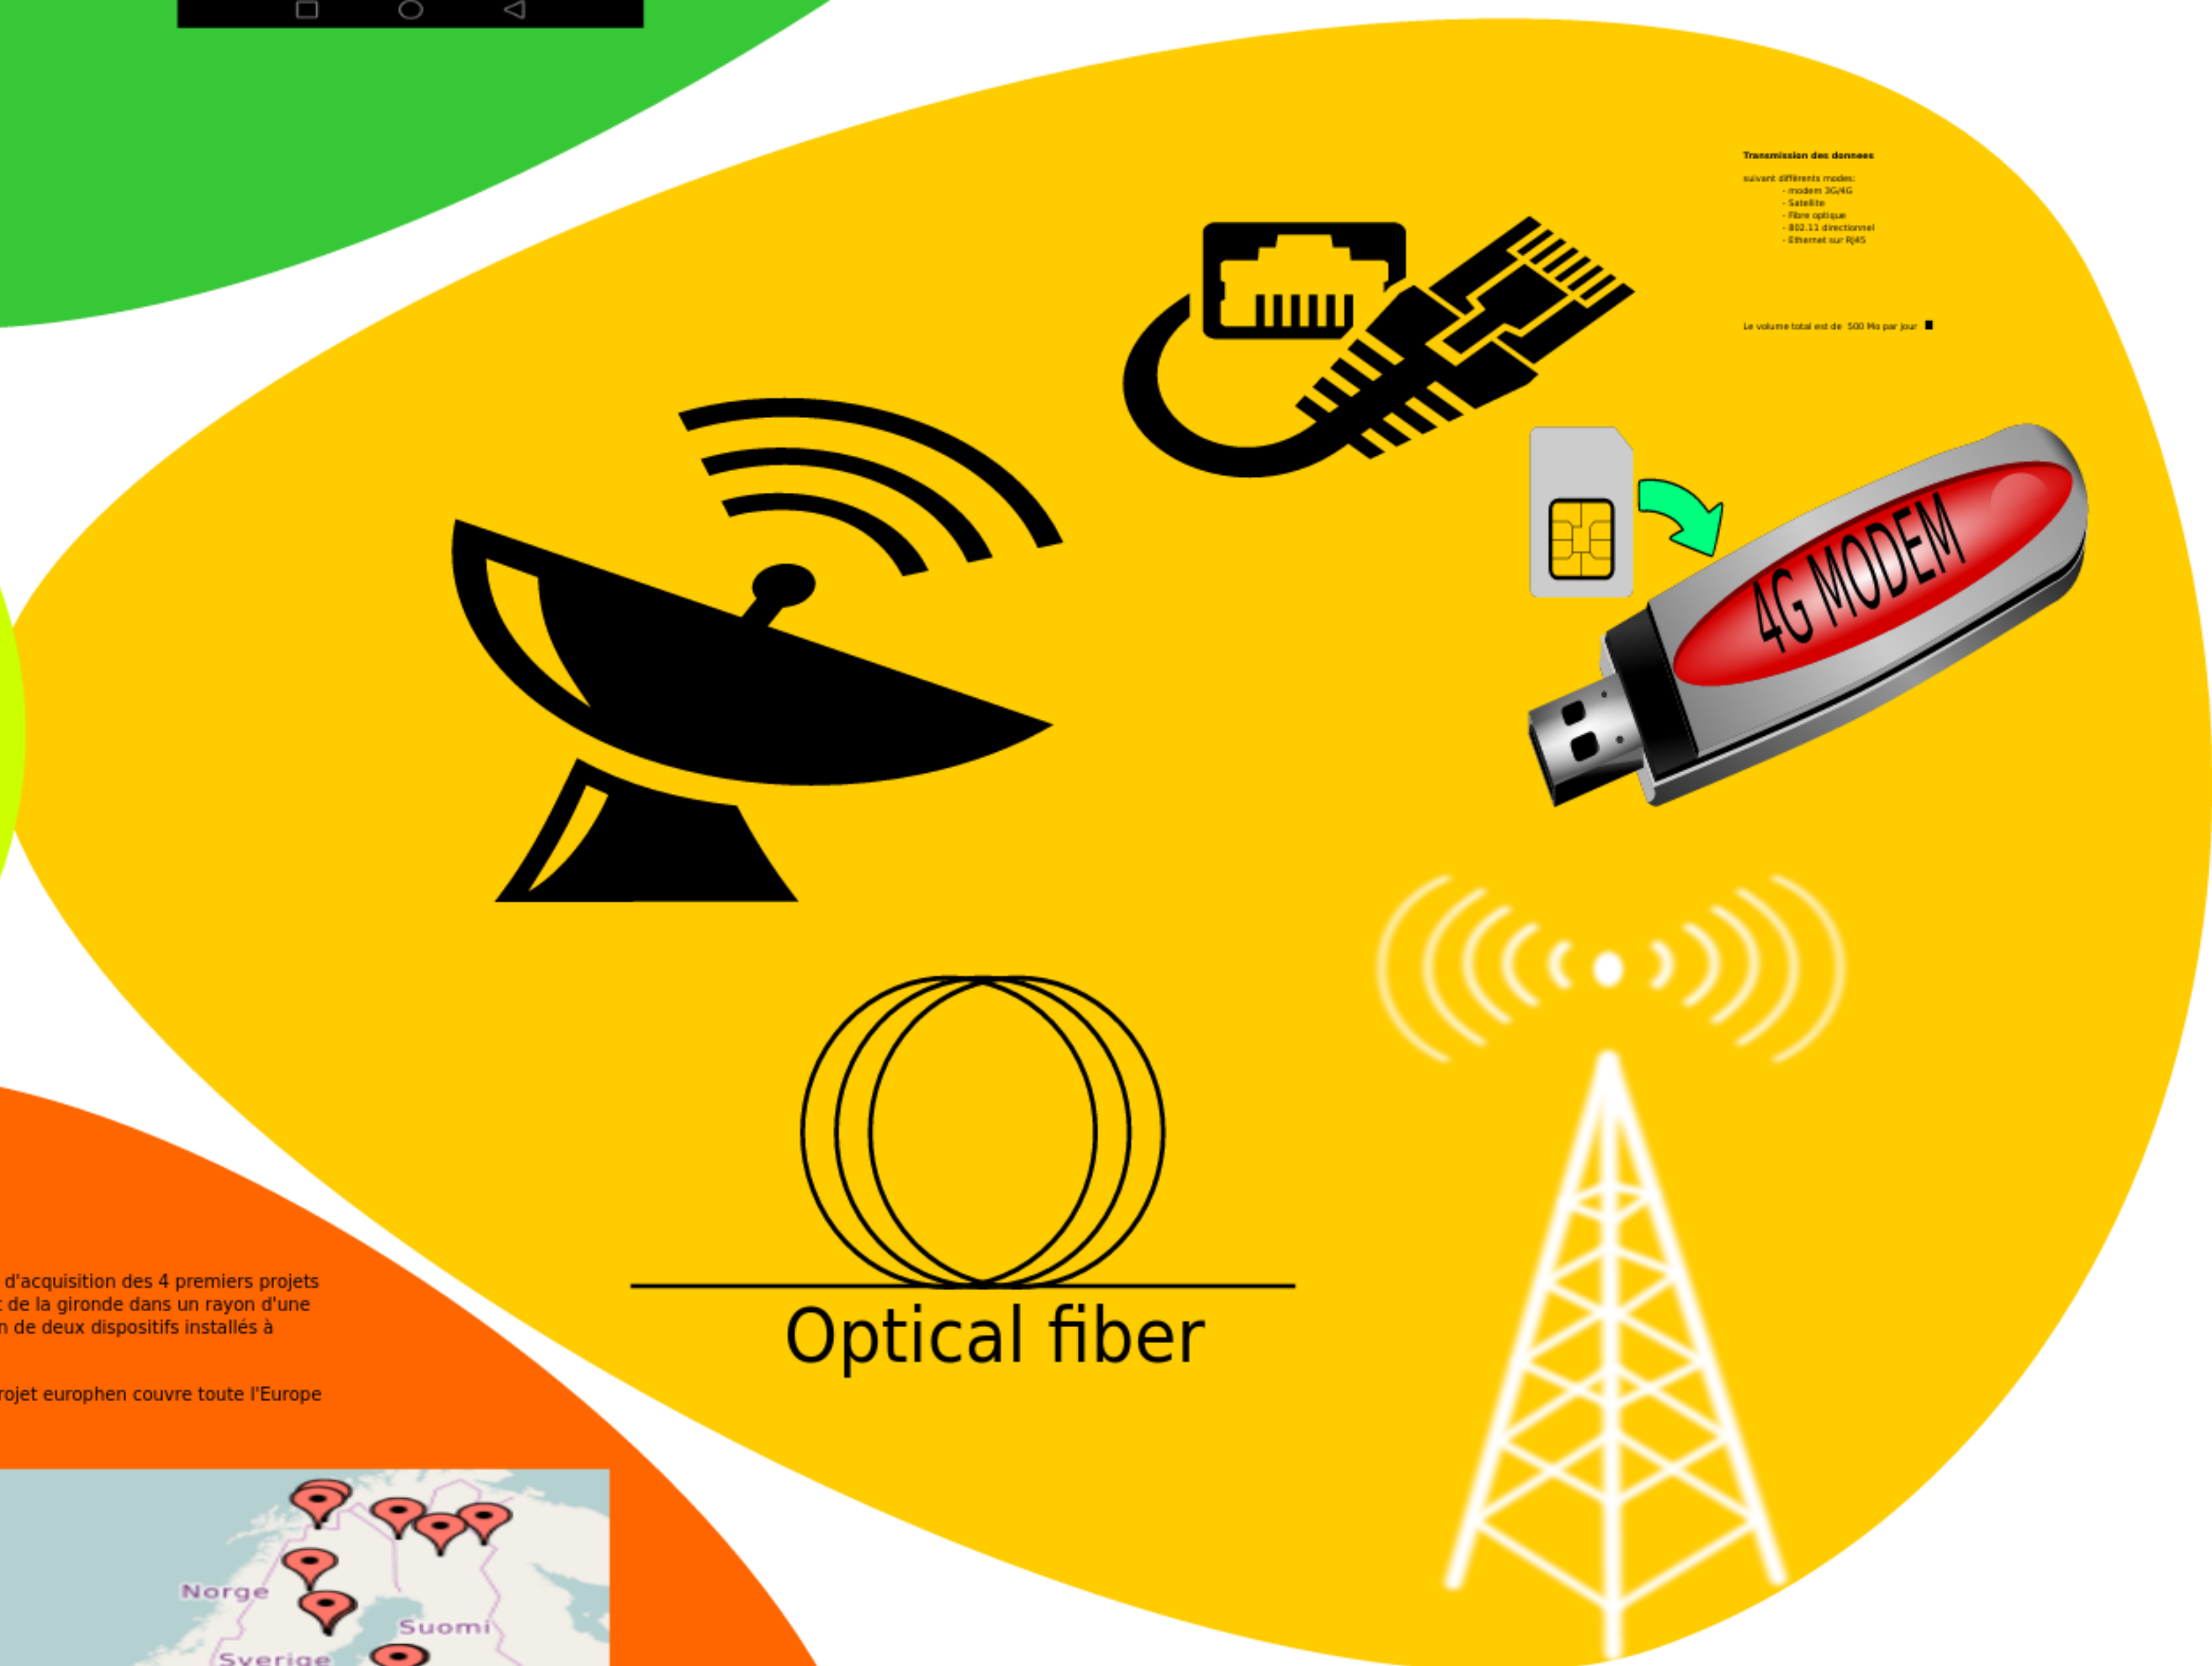 Transmission des donnees
suivant différents modes:
- modem 3G/4G
- Satellite
- Fibre optique
- 802.11 directionnel
- Ethernet sur RJ45
Le volume total est de 500 Mo par jour
4G MODEM
Optical fiber
d'acquisition des 4 premiers projets
de la gironde dans un rayon d'une
n de deux dispositifs installés à
rojet europhen couvre toute l'Europe
Norge
Suomi
Sverige